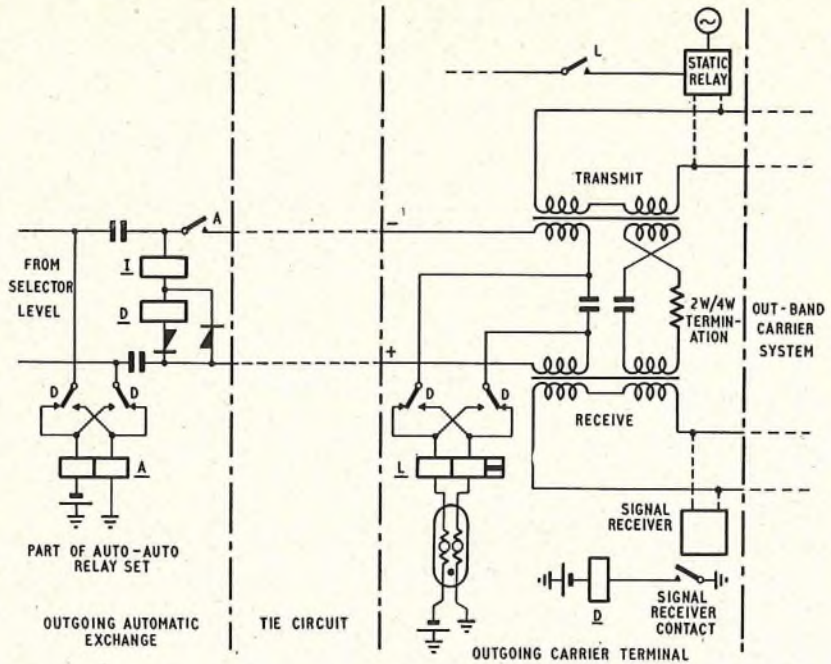 L
STATIC
RELAY
TRANSMIT
A
−
FROM
SELECTOR
LEVEL
I
D
2W/4W
TERMIN-
ATION
OUT-BAND
CARRIER
SYSTEM
+
D
D
D
D
RECEIVE
A
L
SIGNAL
RECEIVER
PART OF AUTO-AUTO
RELAY SET
D
SIGNAL
RECEIVER
CONTACT
OUTGOING AUTOMATIC
EXCHANGE
TIE CIRCUIT
OUTGOING CARRIER TERMINAL